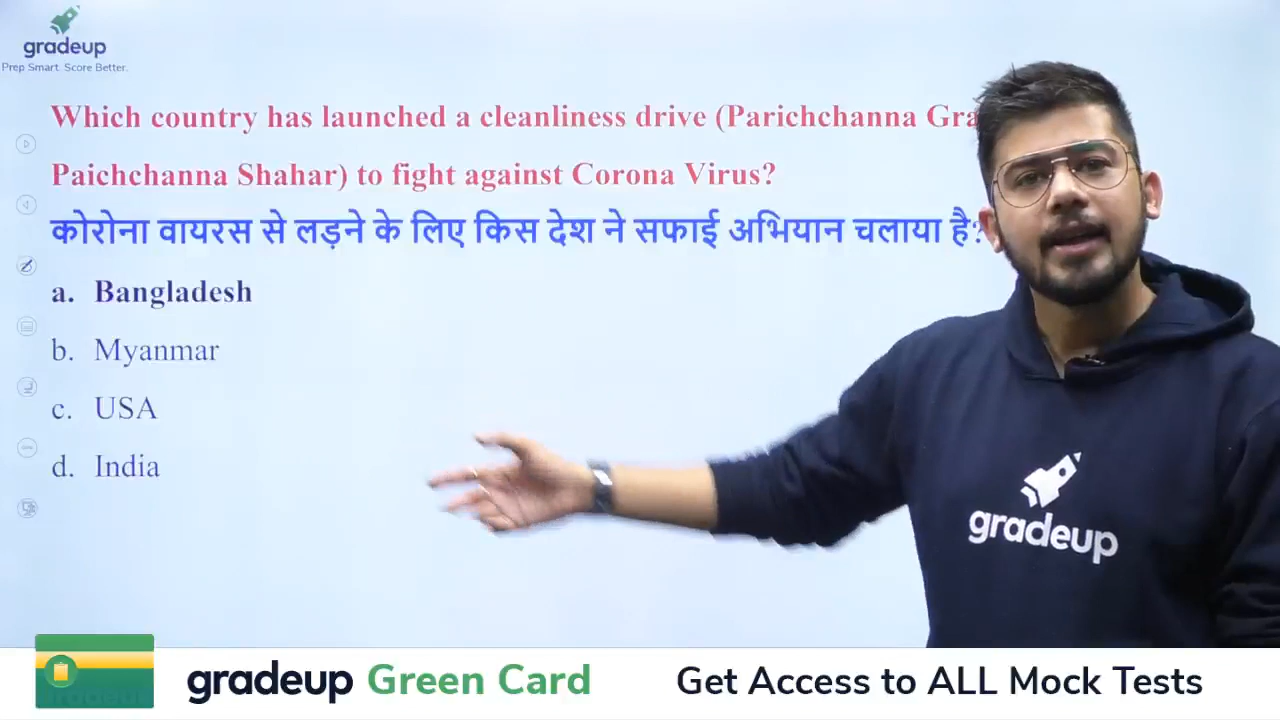 gradeup
Prep Smart. Score Better.
Which country has launched a cleanliness drive (Parichchanna
Paichchanna Shahar) to fight against Corona Virus?
कोरोना वायरस से लड़ने के लिए किस देश ने सफाई अभियान चलाया है?
a. Bangladesh
b. Myanmar
c. USA
d. India
gradeup
gradeup Green Card Get Access to ALL Mock Tests